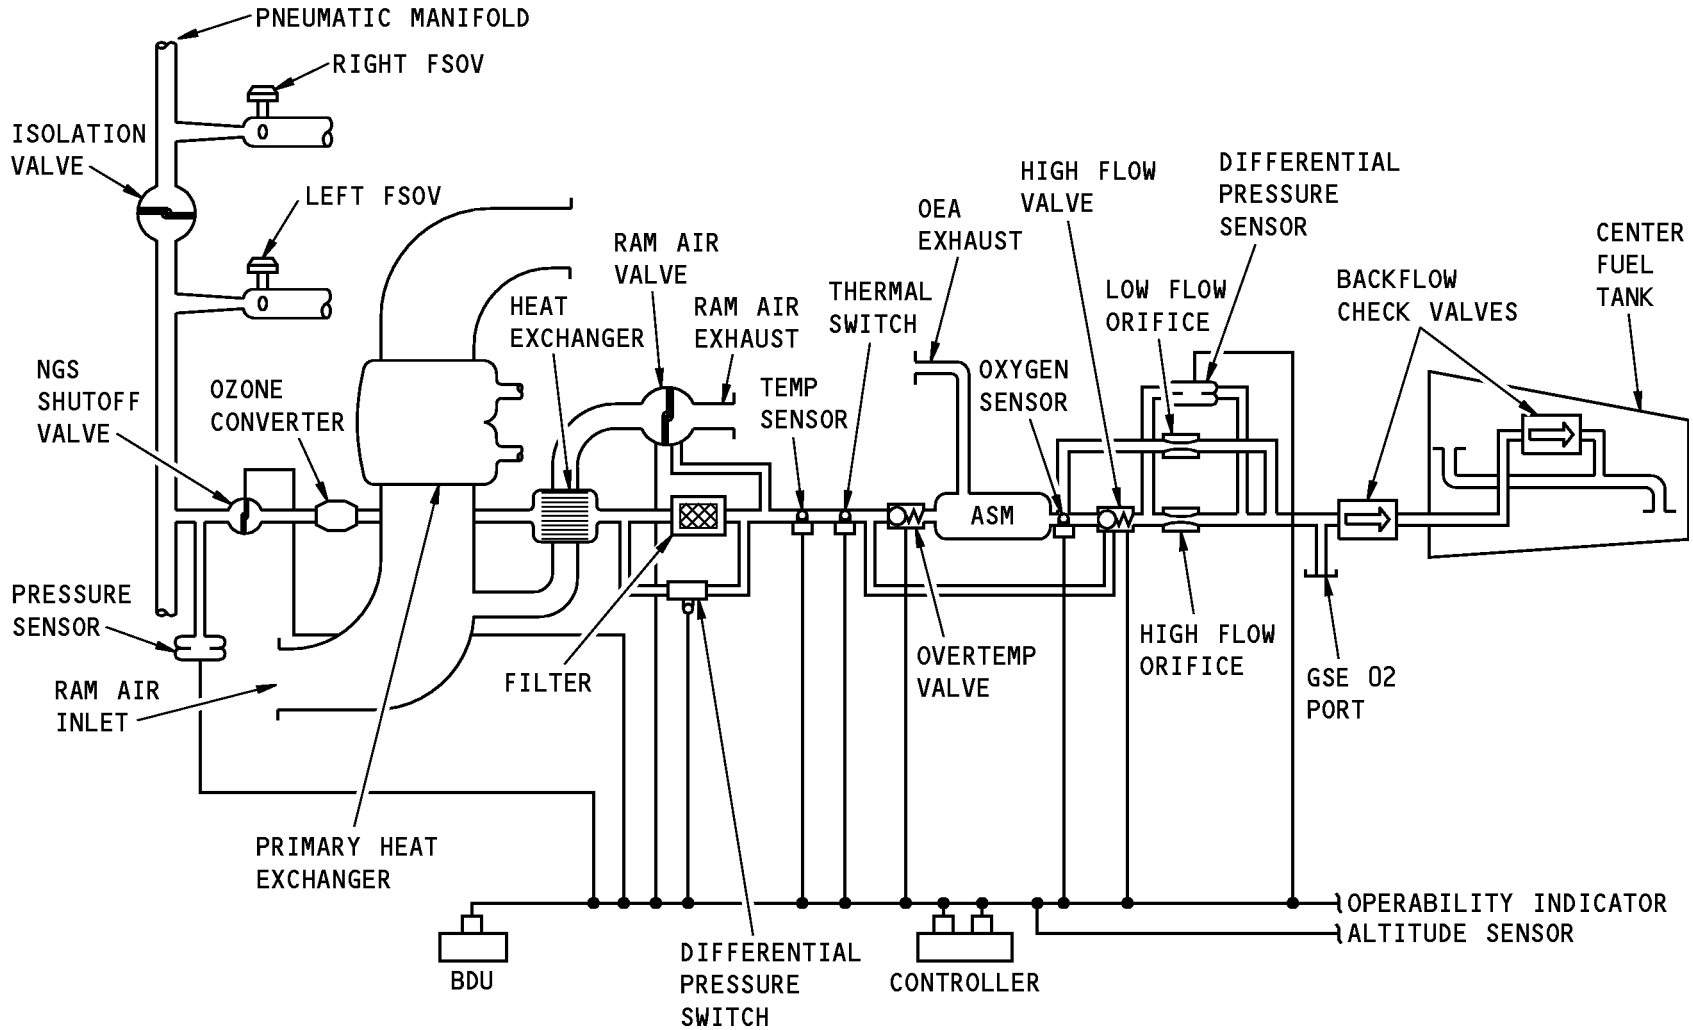 PNEUMATIC MANIFOLD
RIGHT FSOV
ISOLATION
VALVE
LEFT FSOV
RAM AIR
VALVE
HEAT
EXCHANGER
RAM AIR
EXHAUST
THERMAL
SWITCH
OEA
EXHAUST
HIGH FLOW
VALVE
DIFFERENTIAL
PRESSURE
SENSOR
LOW FLOW
ORIFICE
BACKFLOW
CHECK VALVES
CENTER
FUEL
TANK
NGS
SHUTOFF
VALVE
OZONE
CONVERTER
TEMP
SENSOR
OXYGEN
SENSOR
ASM
PRESSURE
SENSOR
RAM AIR
INLET
FILTER
OVERTEMP
VALVE
HIGH FLOW
ORIFICE
GSE O2
PORT
PRIMARY HEAT
EXCHANGER
OPERABILITY INDICATOR
ALTITUDE SENSOR
BDU
DIFFERENTIAL
PRESSURE
SWITCH
CONTROLLER